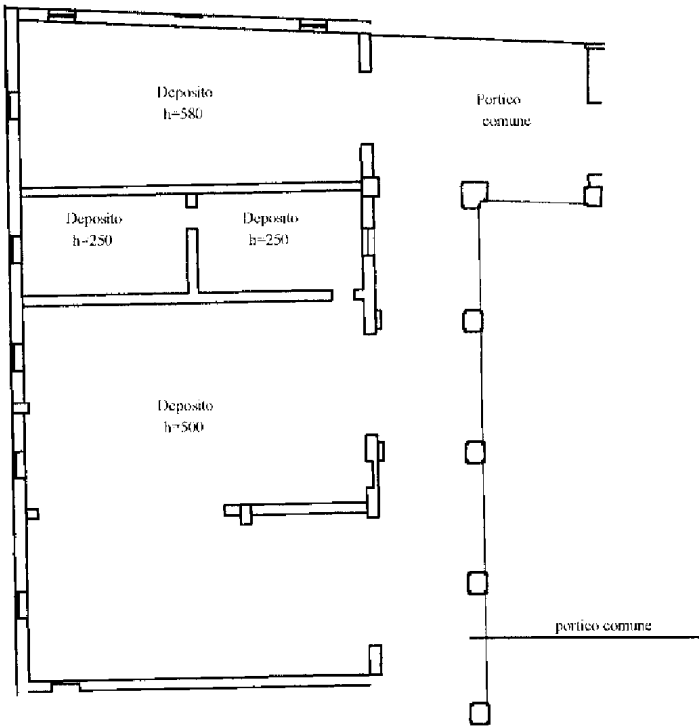 Deposito
h=580
Portico
comune
Deposito
h=250
Deposito
h=250
Deposito
h=500
portico comune